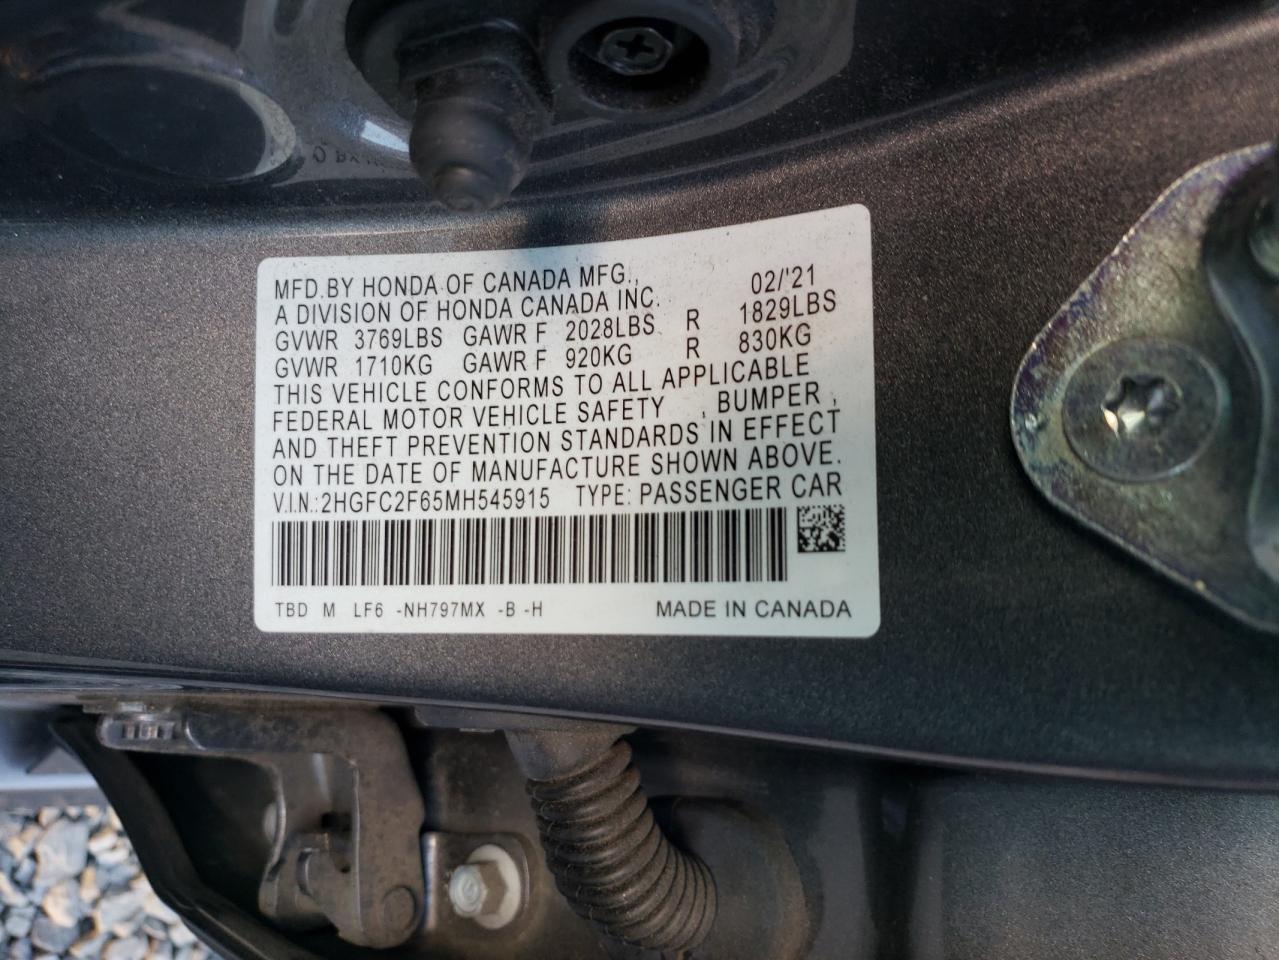 MFD.BY HONDA OF CANADA MFG., 02/'21
A DIVISION OF HONDA CANADA INC.
GVWR 3769LBS GAWR F 2028LBS R 1829LBS
GVWR 1710KG GAWR F 920KG R 830KG
THIS VEHICLE CONFORMS TO ALL APPLICABLE
FEDERAL MOTOR VEHICLE SAFETY , BUMPER ,
AND THEFT PREVENTION STANDARDS IN EFFECT
ON THE DATE OF MANUFACTURE SHOWN ABOVE.
V.I.N.:2HGFC2F65MH545915 TYPE: PASSENGER CAR
TBD M LF6 -NH797MX -B -H MADE IN CANADA